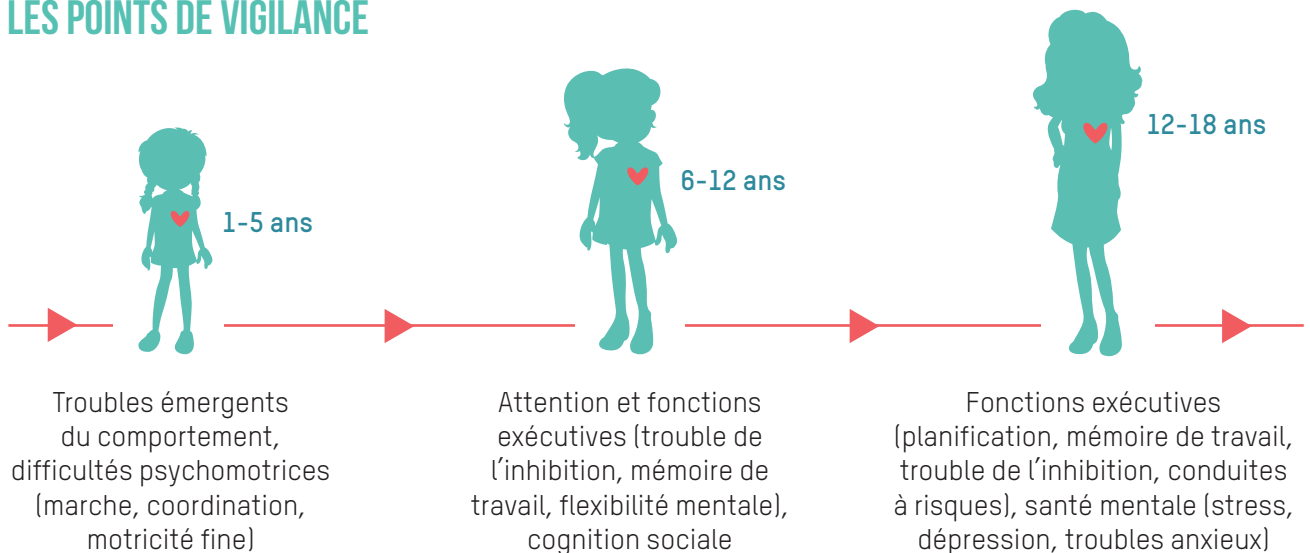 LES POINTS DE VIGILANCE
1-5 ans
6-12 ans
12-18 ans
Troubles émergents
du comportement,
difficultés psychomotrices
(marche, coordination,
motricité fine)
Attention et fonctions
exécutives (trouble de
l’inhibition, mémoire de
travail, flexibilité mentale),
cognition sociale
Fonctions exécutives
(planification, mémoire de travail,
trouble de l’inhibition, conduites
à risques), santé mentale (stress,
dépression, troubles anxieux)